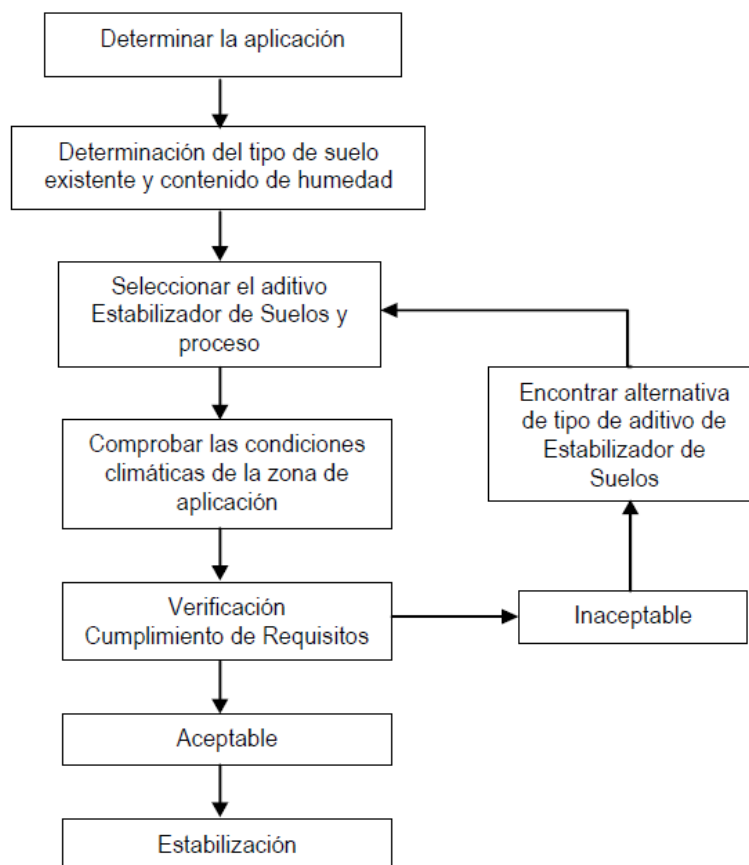 Determinar la aplicación
Determinación del tipo de suelo
existente y contenido de humedad
Seleccionar el aditivo
Estabilizador de Suelos y
proceso
Encontrar alternativa
de tipo de aditivo de
Estabilizador de
Suelos
Comprobar las condiciones
climáticas de la zona de
aplicación
Verificación
Cumplimiento de Requisitos
Inaceptable
Aceptable
Estabilización